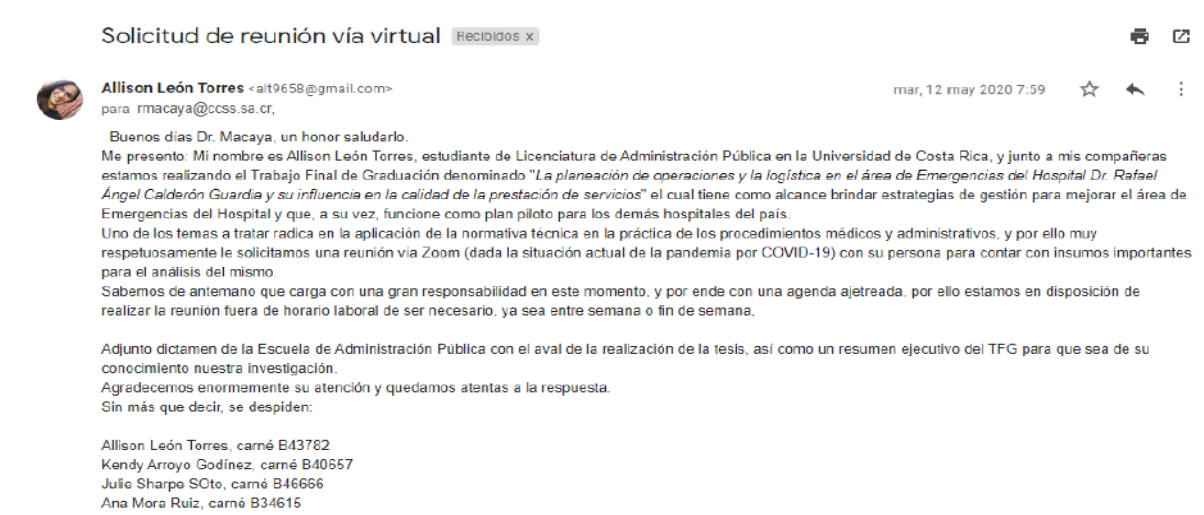 Solicitud de reunión vía virtual Recibidos x
Allison León Torres <alt9658@gmail.com> mar, 12 may 2020 7:59
para rmacaya@ccss.sa.cr,
Buenos días Dr. Macaya, un honor saludarlo.
Me presento: Mi nombre es Allison León Torres, estudiante de Licenciatura de Administración Pública en la Universidad de Costa Rica, y junto a mis compañeras
estamos realizando el Trabajo Final de Graduación denominado "La planeación de operaciones y la logística en el área de Emergencias del Hospital Dr. Rafael
Ángel Calderón Guardia y su influencia en la calidad de la prestación de servicios" el cual tiene como alcance brindar estrategias de gestión para mejorar el área de
Emergencias del Hospital y que, a su vez, funcione como plan piloto para los demás hospitales del país.
Uno de los temas a tratar radica en la aplicación de la normativa técnica en la práctica de los procedimientos médicos y administrativos, y por ello muy
respetuosamente le solicitamos una reunión vía Zoom (dada la situación actual de la pandemia por COVID-19) con su persona para contar con insumos importantes
para el análisis del mismo.
Sabemos de antemano que carga con una gran responsabilidad en este momento, y por ende con una agenda ajetreada, por ello estamos en disposición de
realizar la reunión fuera de horario laboral de ser necesario, ya sea entre semana o fin de semana,
Adjunto dictamen de la Escuela de Administración Pública con el aval de la realización de la tesis, así como un resumen ejecutivo del TFG para que sea de su
conocimiento nuestra investigación.
Agradecemos enormemente su atención y quedamos atentas a la respuesta.
Sin más que decir, se despiden:
Allison León Torres, carné B43782
Kendy Arroyo Godínez, carné B40657
Julie Sharpe SOto, carné B46666
Ana Mora Ruiz, carné B34615